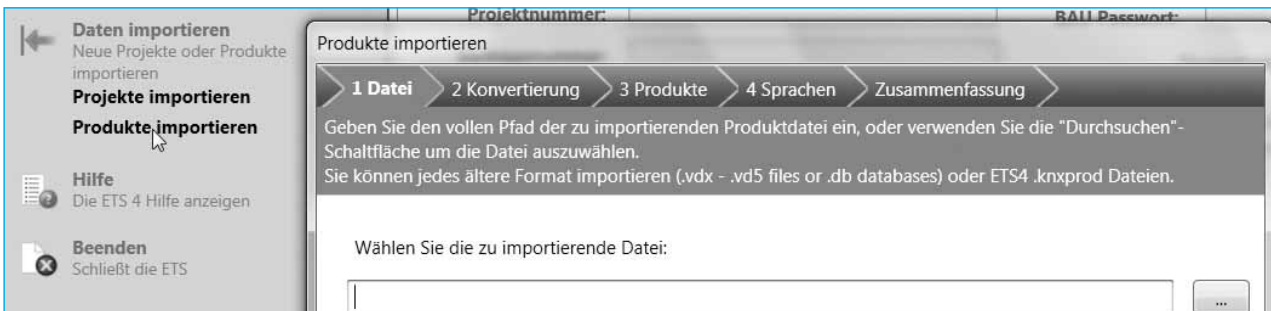 Projektnummer:
BAU Passwort:
Daten importieren
Neue Projekte oder Produkte
importieren
Projekte importieren
Produkte importieren
Hilfe
Die ETS 4 Hilfe anzeigen
Beenden
Schließt die ETS
Produkte importieren
1 Datei
2 Konvertierung
3 Produkte
4 Sprachen
Zusammenfassung
Geben Sie den vollen Pfad der zu importierenden Produktdatei ein, oder verwenden Sie die "Durchsuchen"-
Schaltfläche um die Datei auszuwählen.
Sie können jedes ältere Format importieren (.vdx - .vd5 files or .db databases) oder ETS4 .knxprod Dateien.
Wählen Sie die zu importierende Datei:
...